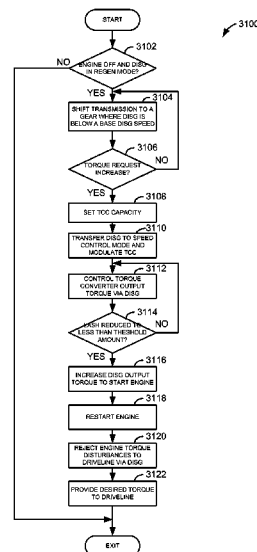 START
3100
3102
NO
ENGINE OFF AND DISG
IN REGEN MODE?
YES
3104
SHIFT TRANSMISSION TO A
GEAR WHERE DISG IS
BELOW A BASE DISG SPEED
3106
TORQUE REQUEST
INCREASE?
NO
YES
3108
SET TCC CAPACITY
3110
TRANSFER DISG TO SPEED
CONTROL MODE AND
MODULATE TCC
3112
CONTROL TORQUE
CONVERTER OUTPUT
TORQUE VIA DISG
3114
LASH REDUCED TO
LESS THAN THESHOLD
AMOUNT?
NO
YES
3116
INCREASE DISG OUTPUT
TORQUE TO START ENGINE
3118
RESTART ENGINE
3120
REJECT ENGINE TORQUE
DISTURBANCES TO
DRIVELINE VIA DISG
3122
PROVIDE DESIRED TORQUE
TO DRIVELINE
EXIT